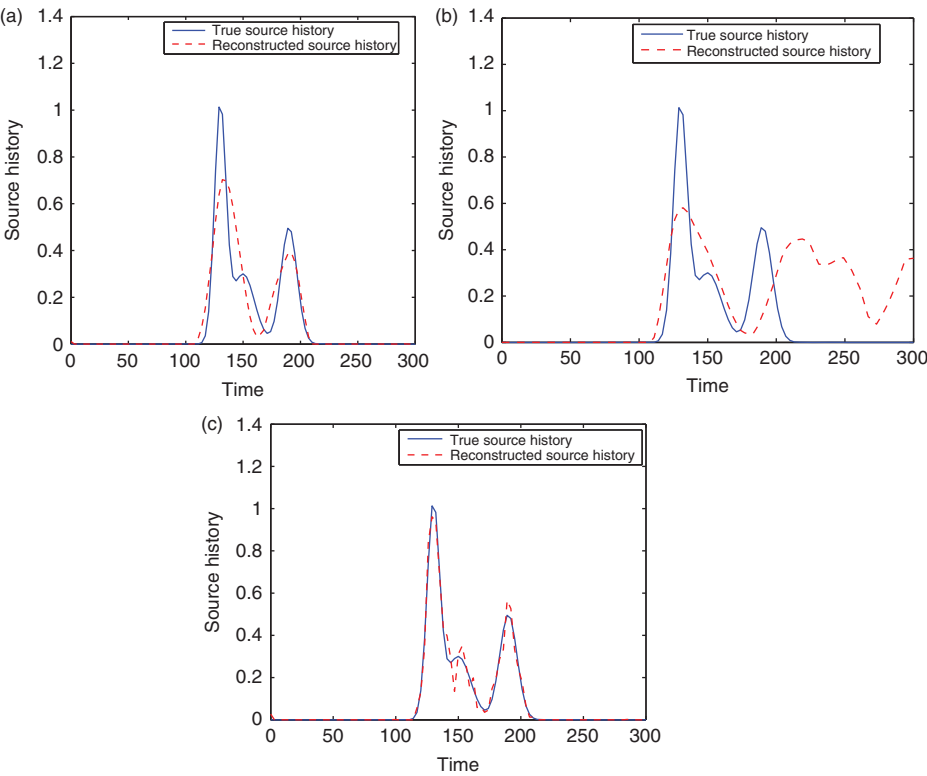 (a)
1.4
1.2
1
0.8
0.6
0.4
0.2
0
Source history
True source history
Reconstructed source history
0 50 100 150 200 250 300
Time
(b)
1.4
1.2
1
0.8
0.6
0.4
0.2
0
Source history
True source history
Reconstructed source history
0 50 100 150 200 250 300
Time
(c)
1.4
1.2
1
0.8
0.6
0.4
0.2
0
Source history
True source history
Reconstructed source history
0 50 100 150 200 250 300
Time